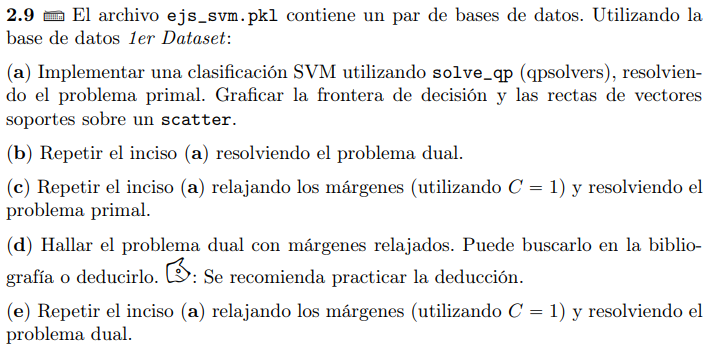 2.9 El archivo ejs_svm.pkl contiene un par de bases de datos. Utilizando la
base de datos 1er Dataset:
(a) Implementar una clasificación SVM utilizando solve_qp (qpsolvers), resolvien-
do el problema primal. Graficar la frontera de decisión y las rectas de vectores
soportes sobre un scatter.
(b) Repetir el inciso (a) resolviendo el problema dual.
(c) Repetir el inciso (a) relajando los márgenes (utilizando C = 1) y resolviendo el
problema primal.
(d) Hallar el problema dual con márgenes relajados. Puede buscarlo en la biblio-
grafía o deducirlo. : Se recomienda practicar la deducción.
(e) Repetir el inciso (a) relajando los márgenes (utilizando C = 1) y resolviendo el
problema dual.